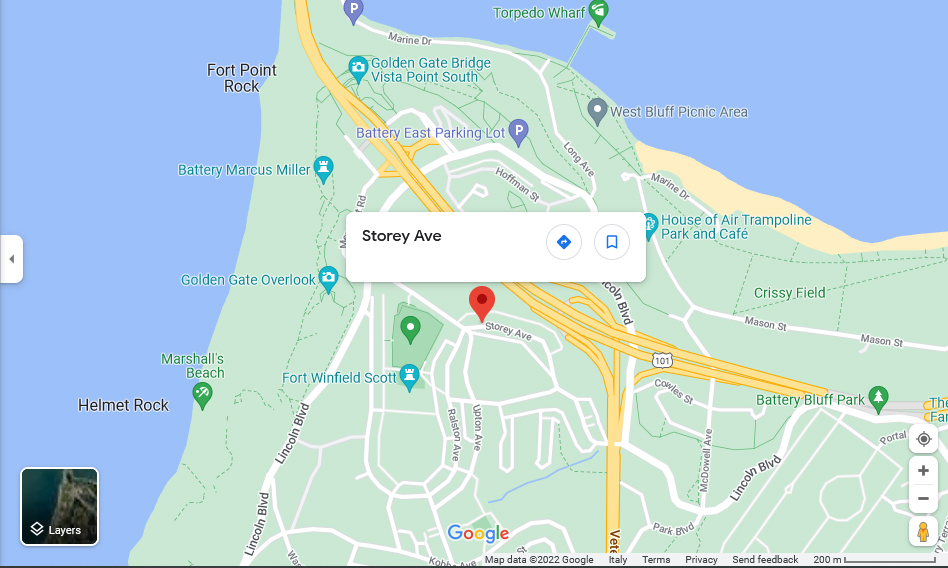 P
Torpedo Wharf
Marine Dr
Golden Gate Bridge
Vista Point South
Fort Point
Rock
West Bluff Picnic Area
Battery East Parking Lot
P
Long Ave
Battery Marcus Miller
Hoffman St
Marine Dr
House of Air Trampoline
Park and Café
Storey Ave
Golden Gate Overlook
Lincoln Blvd
Crissy Field
Mason St
Mason St
Storey Ave
101
Marshall's
Beach
Fort Winfield Scott
Cowles St
Battery Bluff Park
Helmet Rock
Lincoln Blvd
Ralston Ave
Upton Ave
McDowell Ave
Portal
Lincoln Blvd
Lincoln Blvd
Park Blvd
Layers
Google
Map data ©2022 Google
Italy
Terms
Privacy
Send feedback
200 m